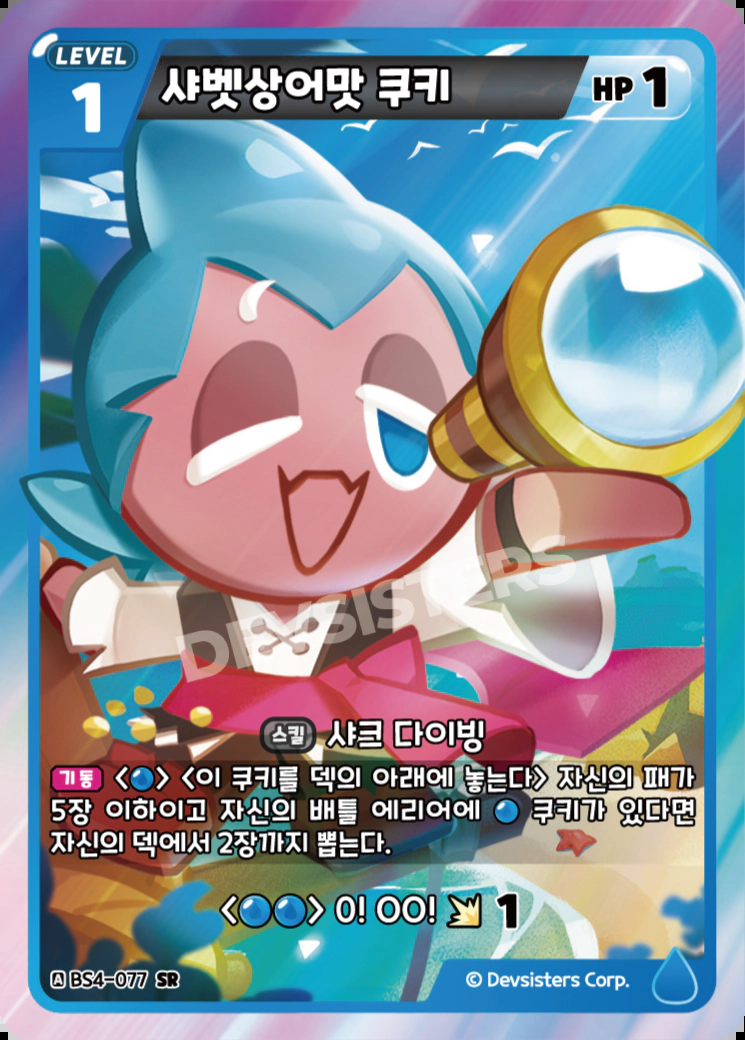 LEVEL
1
샤벳상어맛 쿠키
HP 1
DEVSISTERS
스킬 샤크 다이빙
기동 < > <이 쿠키를 덱의 아래에 놓는다> 자신의 패가
5장 이하이고 자신의 배틀 에리어에 쿠키가 있다면
자신의 덱에서 2장까지 뽑는다.
< > 아! 아아! 1
A BS4-077 SR
© Devsisters Corp.